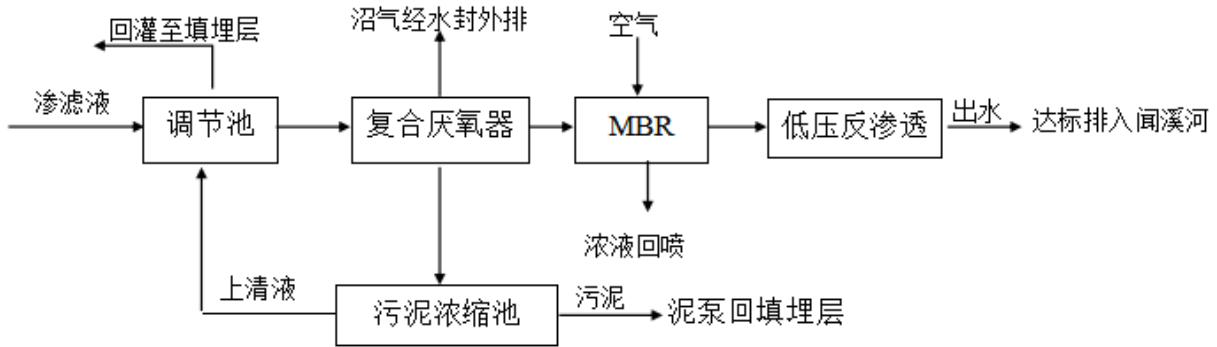 沼气经水封外排
空气
回灌至填埋层
渗滤液
调节池
复合厌氧器
MBR
低压反渗透
出水
达标排入闻溪河
浓液回喷
上清液
污泥浓缩池
污泥
泥泵回填埋层